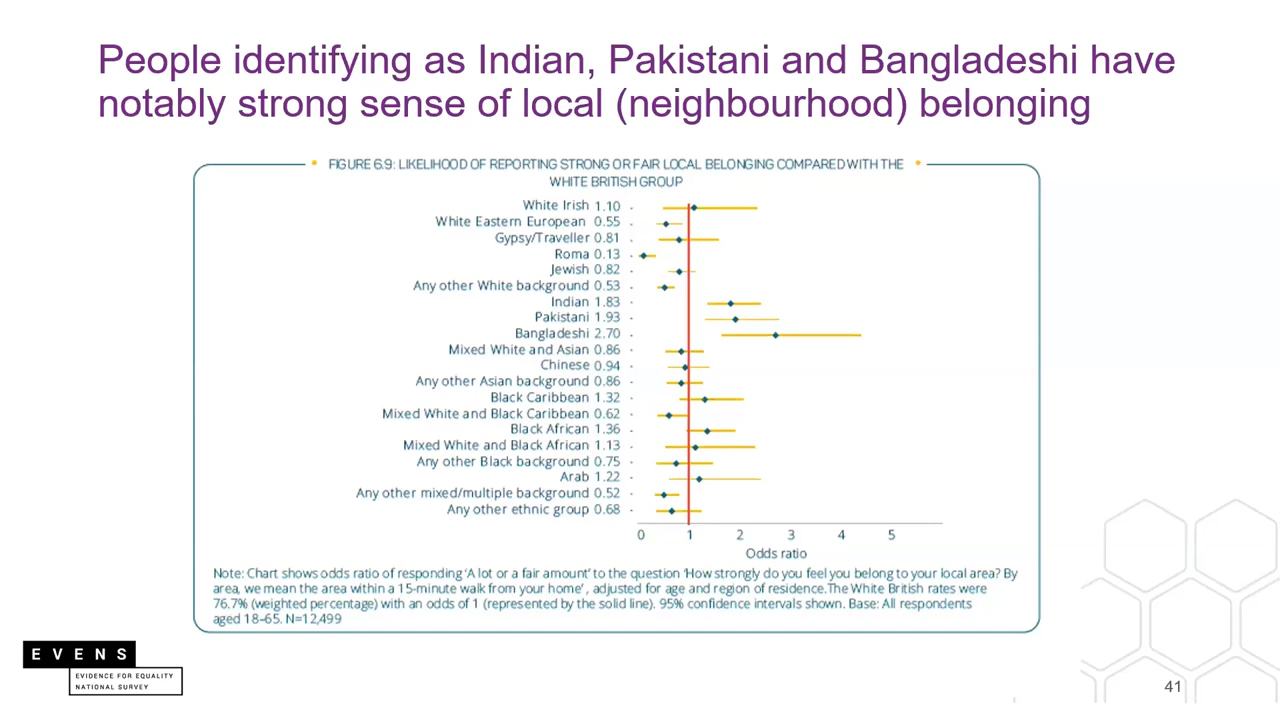 People identifying as Indian, Pakistani and Bangladeshi have
notably strong sense of local (neighbourhood) belonging
FIGURE 6.9: LIKELIHOOD OF REPORTING STRONG OR FAIR LOCAL BELONGING COMPARED WITH THE
WHITE BRITISH GROUP
White Irish 1.10
White Eastern European 0.55
Gypsy/Traveller 0.81
Roma 0.13
Jewish 0.82
Any other White background 0.53
Indian 1.83
Pakistani 1.93
Bangladeshi 2.70
Mixed White and Asian 0.86
Chinese 0.94
Any other Asian background 0.86
Black Caribbean 1.32
Mixed White and Black Caribbean 0.62
Black African 1.36
Mixed White and Black African 1.13
Any other Black background 0.75
Arab 1.22
Any other mixed/multiple background 0.52
Any other ethnic group 0.68
0 1 2 3 4 5
Odds ratio
Note: Chart shows odds ratio of responding 'A lot or a fair amount' to the question 'How strongly do you feel you belong to your local area? By
area, we mean the area within a 15-minute walk from your home', adjusted for age and region of residence.The White British rates were
76.7% (weighted percentage) with an odds of 1 (represented by the solid line). 95% confidence intervals shown. Base: All respondents
aged 18–65. N=12,499
EVENS
EVIDENCE FOR EQUALITY
NATIONAL SURVEY
41